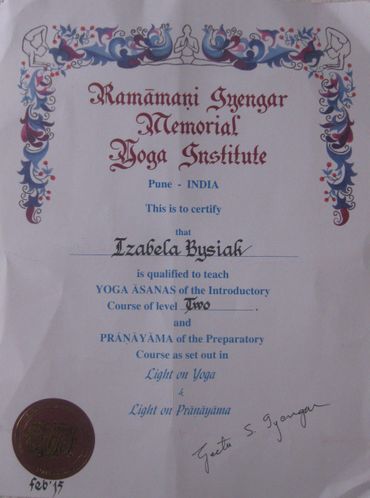 Ramāmaṇi Iyengar
Memorial
Yoga Institute
Pune - INDIA
This is to certify
that
Izabela Bysiak
is qualified to teach
YOGA ĀSANAS of the Introductory
Course of level Two .
and
PRÁNĀYĀMA of the Preparatory
Course as set out in
Light on Yoga
&
Light on Prānāyāma
Geeta S. Iyengar
feb'15